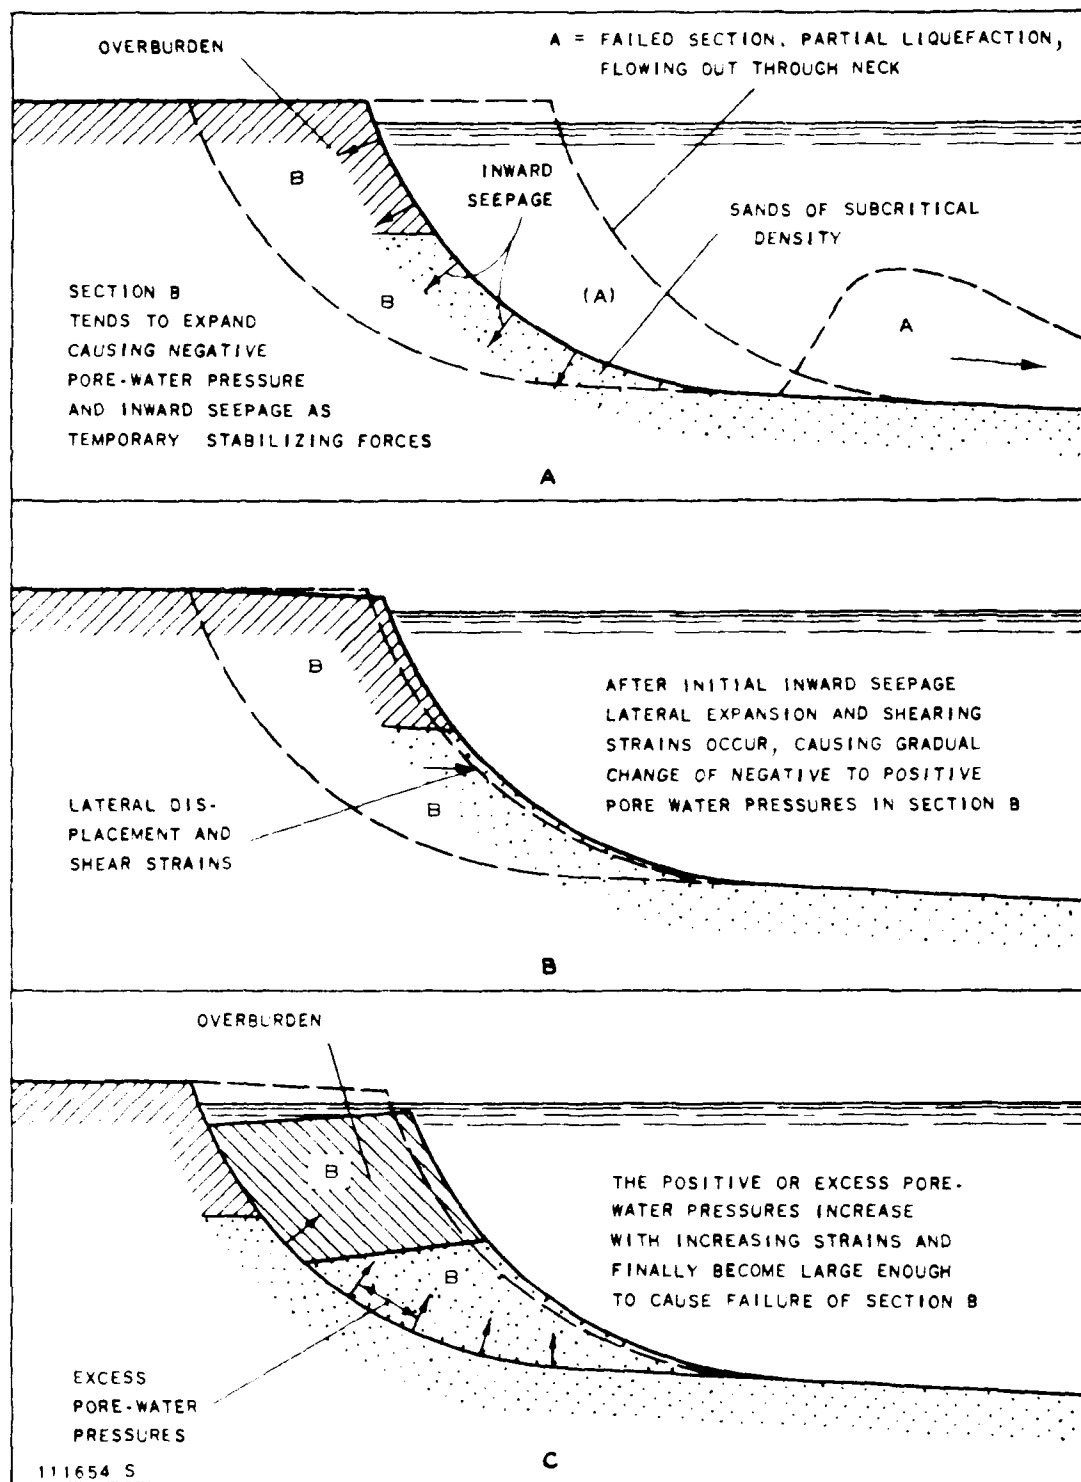 OVERBURDEN
A = FAILED SECTION. PARTIAL LIQUEFACTION,
FLOWING OUT THROUGH NECK
B
INWARD
SEEPAGE
SANDS OF SUBCRITICAL
DENSITY
(A)
B
A
SECTION B
TENDS TO EXPAND
CAUSING NEGATIVE
PORE-WATER PRESSURE
AND INWARD SEEPAGE AS
TEMPORARY STABILIZING FORCES
A
B
AFTER INITIAL INWARD SEEPAGE
LATERAL EXPANSION AND SHEARING
STRAINS OCCUR, CAUSING GRADUAL
CHANGE OF NEGATIVE TO POSITIVE
PORE WATER PRESSURES IN SECTION B
B
LATERAL DIS-
PLACEMENT AND
SHEAR STRAINS
B
OVERBURDEN
B
THE POSITIVE OR EXCESS PORE-
WATER PRESSURES INCREASE
WITH INCREASING STRAINS AND
FINALLY BECOME LARGE ENOUGH
TO CAUSE FAILURE OF SECTION B
B
EXCESS
PORE-WATER
PRESSURES
C
111654 S